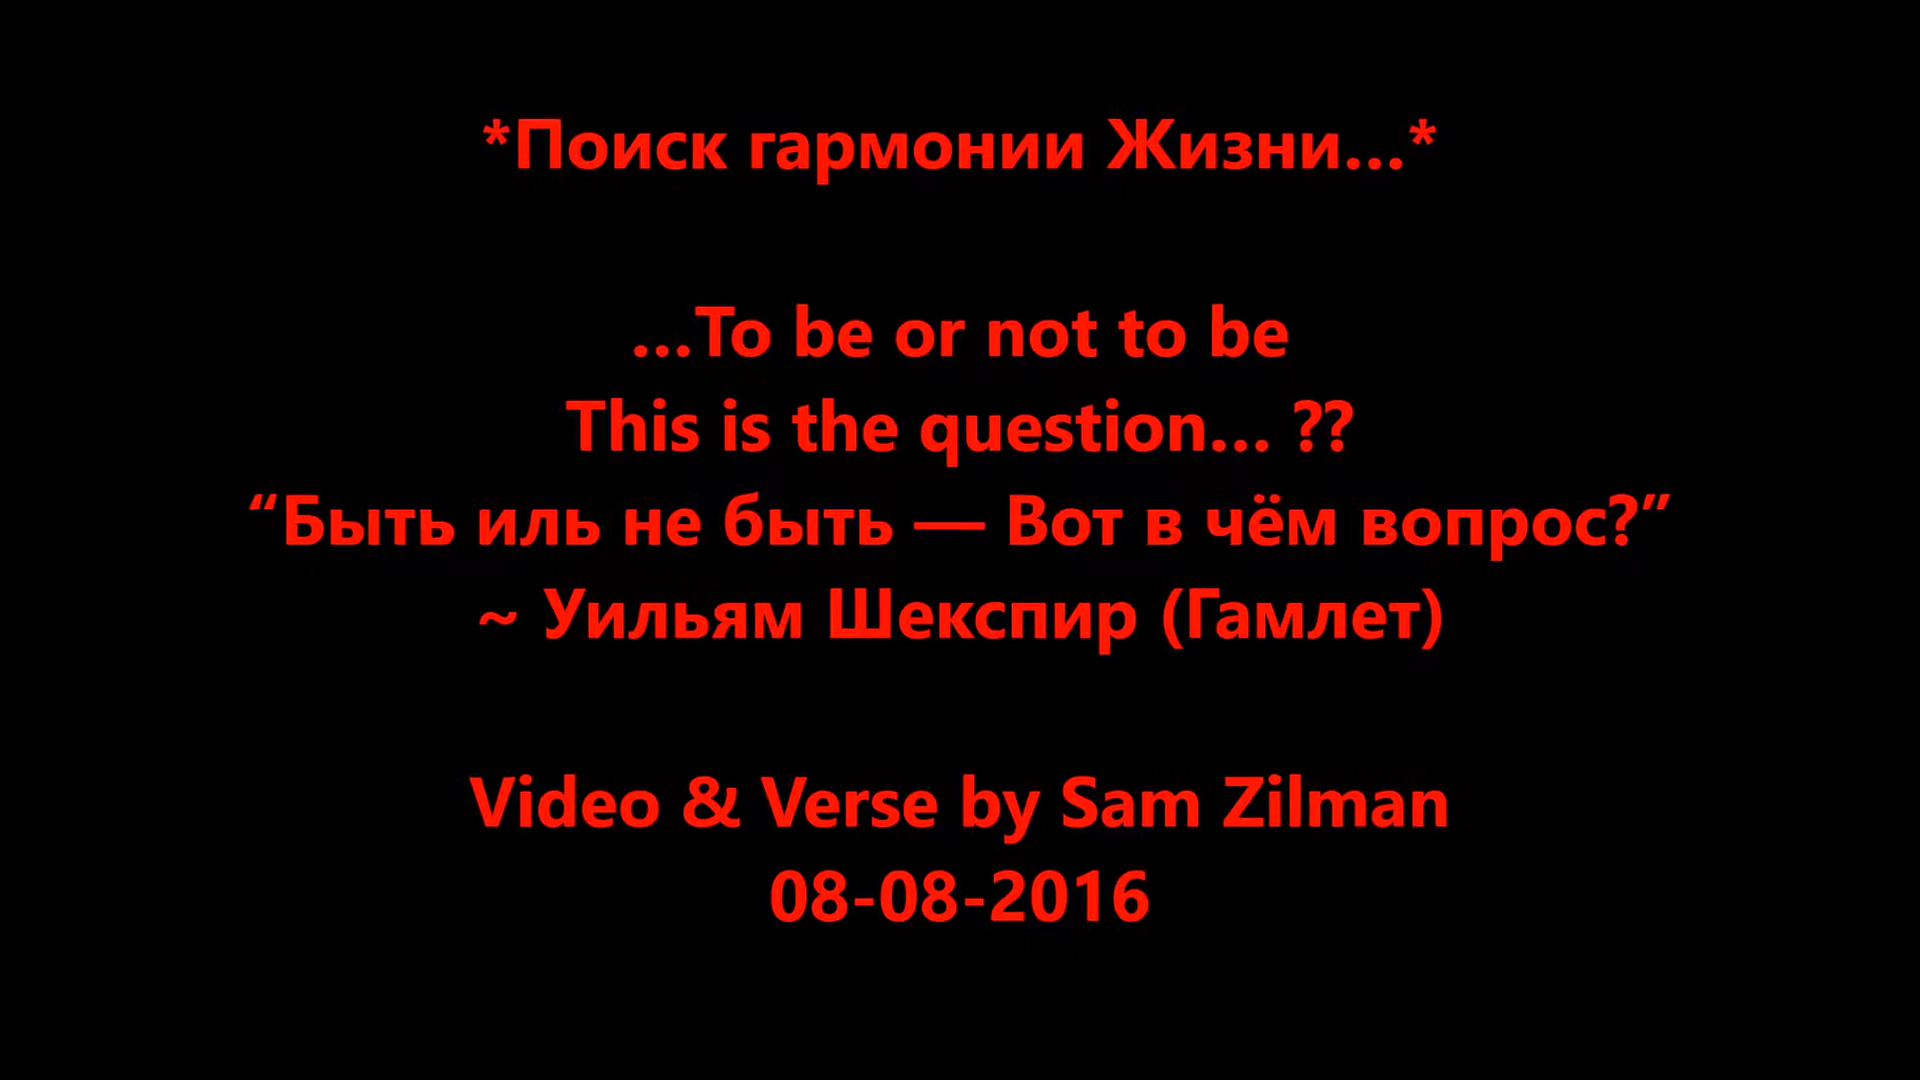 *Поиск гармонии Жизни...*
...To be or not to be
This is the question... ??
“Быть иль не быть — Вот в чём вопрос?”
~ Уильям Шекспир (Гамлет)
Video & Verse by Sam Zilman
08-08-2016